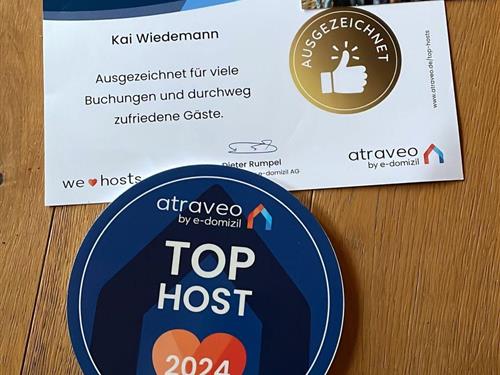 Kai Wiedemann
Ausgezeichnet für viele
Buchungen und durchweg
zufriedene Gäste.
AUSGEZEICHNET
www.atraveo.de/top-hosts
Dieter Rumpel
e-domizil AG
we hosts
atraveo
by e-domizil
atraveo
by e-domizil
TOP
HOST
2024